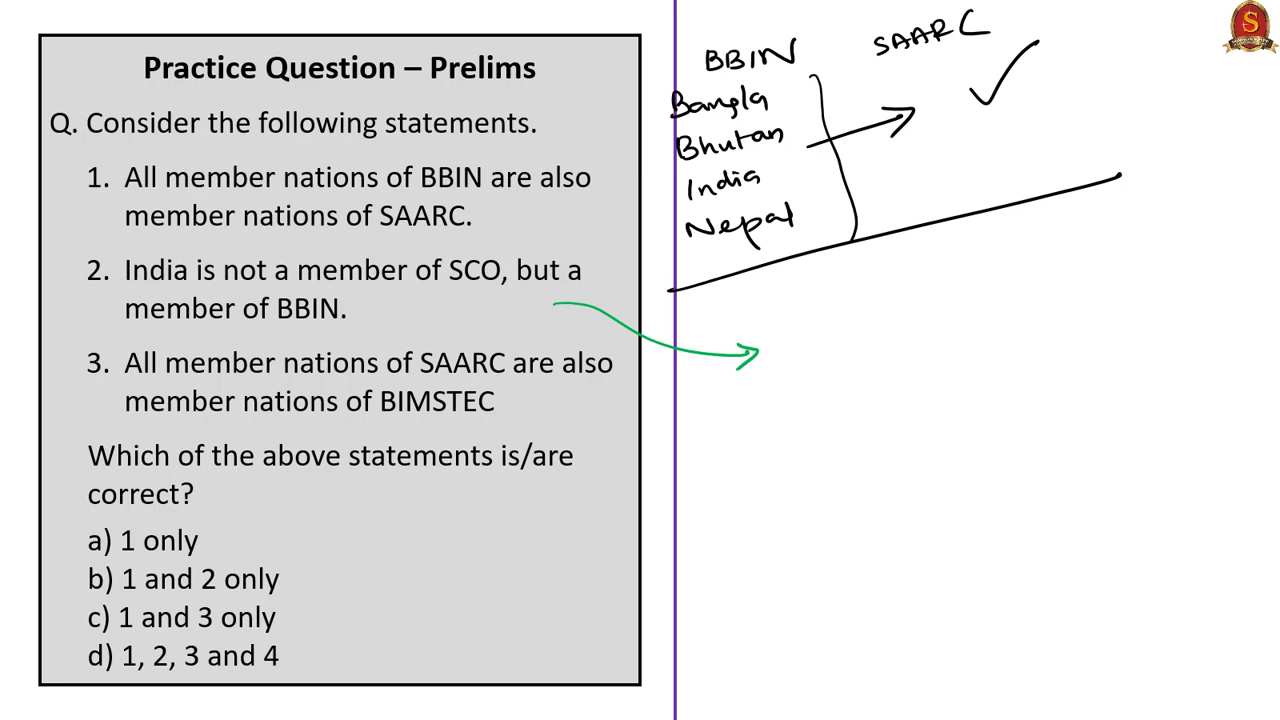 Practice Question – Prelims
Q. Consider the following statements.
1. All member nations of BBIN are also
member nations of SAARC.
2. India is not a member of SCO, but a
member of BBIN.
3. All member nations of SAARC are also
member nations of BIMSTEC
Which of the above statements is/are
correct?
a) 1 only
b) 1 and 2 only
c) 1 and 3 only
d) 1, 2, 3 and 4
BBIN
SAARC
Bangla
Bhutan
India
Nepal
S